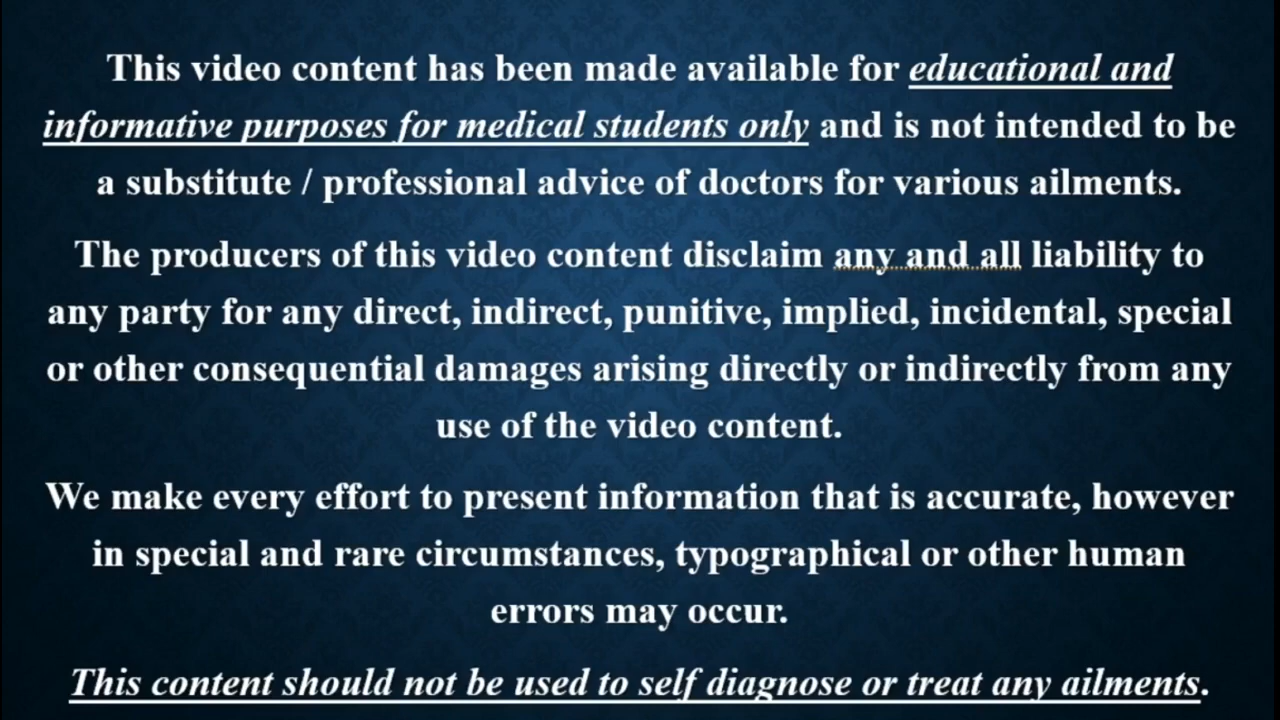 This video content has been made available for educational and
informative purposes for medical students only and is not intended to be
a substitute / professional advice of doctors for various ailments.
The producers of this video content disclaim any and all liability to
any party for any direct, indirect, punitive, implied, incidental, special
or other consequential damages arising directly or indirectly from any
use of the video content.
We make every effort to present information that is accurate, however
in special and rare circumstances, typographical or other human
errors may occur.
This content should not be used to self diagnose or treat any ailments.